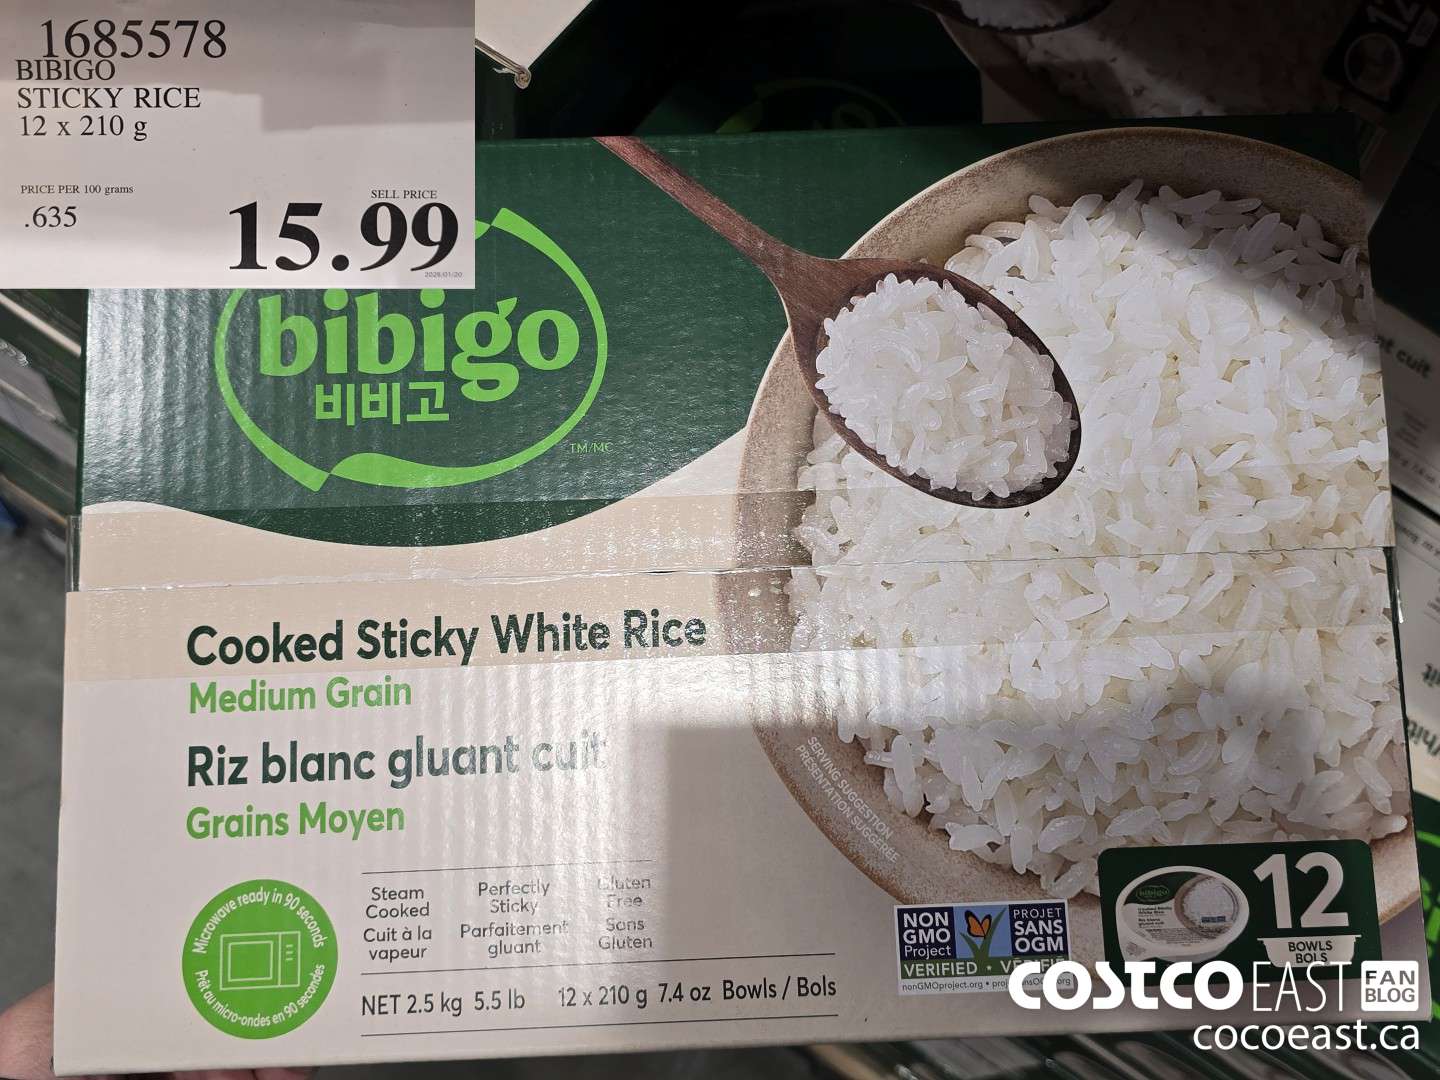 1685578
BIBIGO
STICKY RICE
12 x 210 g
PRICE PER 100 grams
.635
SELL PRICE
15.99
2026/01/20
bibigo
비비고
TM/MC
Cooked Sticky White Rice
Medium Grain
Riz blanc gluant cuit
Grains Moyen
Microwave ready in 90 seconds
Prêt au micro-ondes en 90 secondes
Steam
Cooked
Cuit à la
vapeur
Perfectly
Sticky
Parfaitement
gluant
Gluten
Free
Sans
Gluten
NET 2.5 kg 5.5 lb 12 x 210 g 7.4 oz Bowls / Bols
SERVING SUGGESTION
PRÉSENTATION SUGGÉRÉE
NON
GMO
Project
PROJET
SANS
OGM
VERIFIED • VÉRIFIÉ
nonGMOproject.org
12
BOWLS
BOLS
COSTCO EAST FAN
BLOG
cocoeast.ca